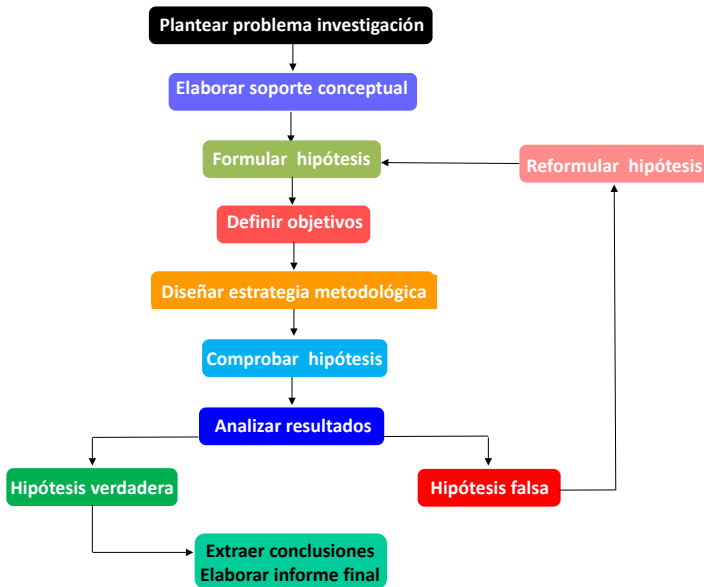 Plantear problema investigación
Elaborar soporte conceptual
Formular hipótesis
Reformular hipótesis
Definir objetivos
Diseñar estrategia metodológica
Comprobar hipótesis
Analizar resultados
Hipótesis verdadera
Hipótesis falsa
Extraer conclusiones
Elaborar informe final